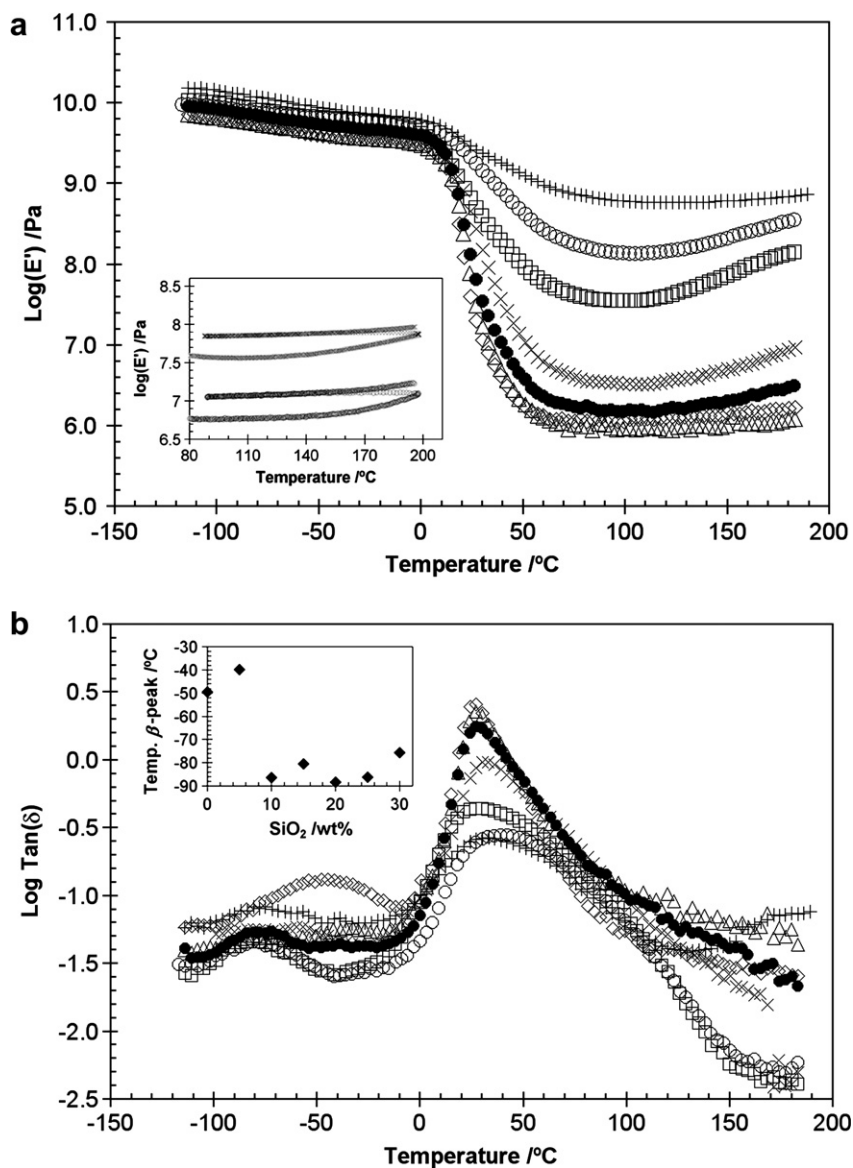 a
11.0
10.0
9.0
8.0
7.0
6.0
5.0
Log(E') /Pa
-150 -100 -50 0 50 100 150 200
Temperature /ºC
8.5
8
7.5
7
6.5
log(E') /Pa
80 110 140 170 200
Temperature /ºC
b
1.0
0.5
0.0
-0.5
-1.0
-1.5
-2.0
-2.5
Log Tan(δ)
-150 -100 -50 0 50 100 150 200
Temperature /ºC
-30
-40
-50
-60
-70
-80
-90
Temp. β-peak /ºC
0 10 20 30
SiO₂ /wt%